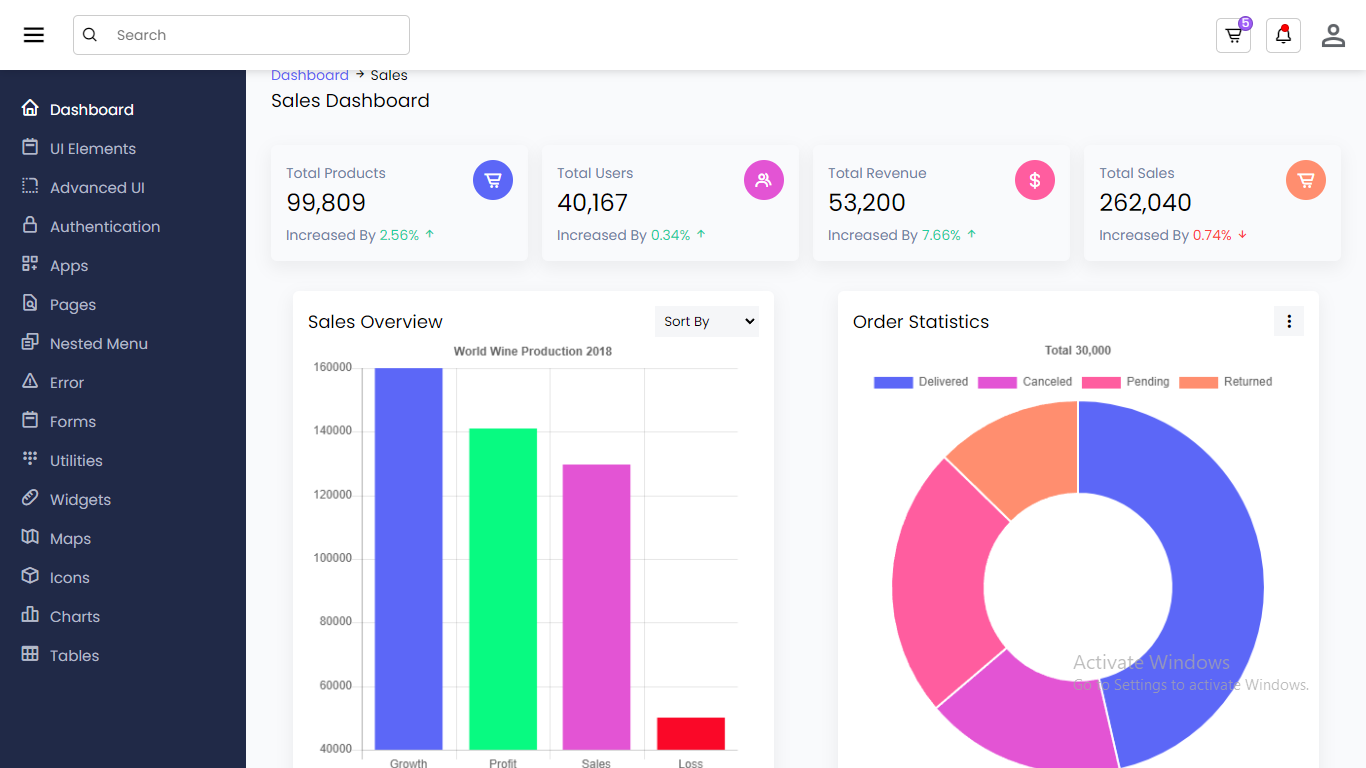 Search
5
Dashboard
UI Elements
Advanced UI
Authentication
Apps
Pages
Nested Menu
Error
Forms
Utilities
Widgets
Maps
Icons
Charts
Tables
Dashboard → Sales
Sales Dashboard
Total Products
99,809
Increased By 2.56% ↑
Total Users
40,167
Increased By 0.34% ↑
Total Revenue
$
53,200
Increased By 7.66% ↑
Total Sales
262,040
Increased By 0.74% ↓
Sales Overview
Sort By
World Wine Production 2018
160000
140000
120000
100000
80000
60000
40000
Growth Profit Sales Loss
Order Statistics
Total 30,000
Delivered Canceled Pending Returned
Activate Windows
Go to Settings to activate Windows.